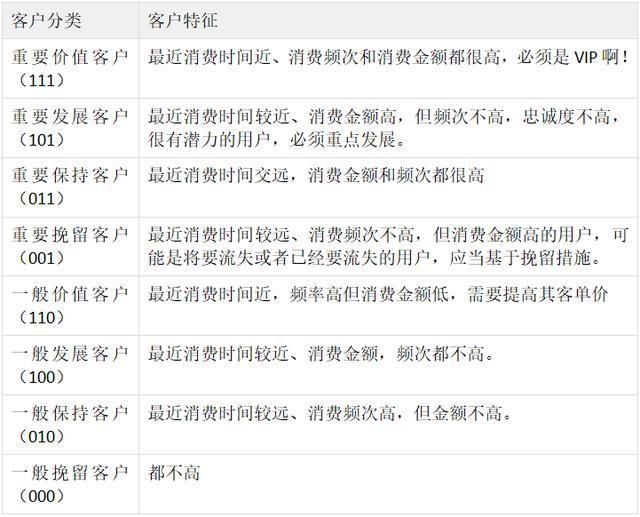 客户分类
客户特征
重要价值客户
（111）
最近消费时间近、消费频次和消费金额都很高，必须是 VIP 啊！
重要发展客户
（101）
最近消费时间较近、消费金额高，但频次不高，忠诚度不高，
很有潜力的用户，必须重点发展。
重要保持客户
（011）
最近消费时间交远，消费金额和频次都很高
重要挽留客户
（001）
最近消费时间较远、消费频次不高，但消费金额高的用户，可
能是将要流失或者已经要流失的用户，应当基于挽留措施。
一般价值客户
（110）
最近消费时间近，频率高但消费金额低，需要提高其客单价
一般发展客户
（100）
最近消费时间较近、消费金额，频次都不高。
一般保持客户
（010）
最近消费时间较远、消费频次高，但金额不高。
一般挽留客户
（000）
都不高